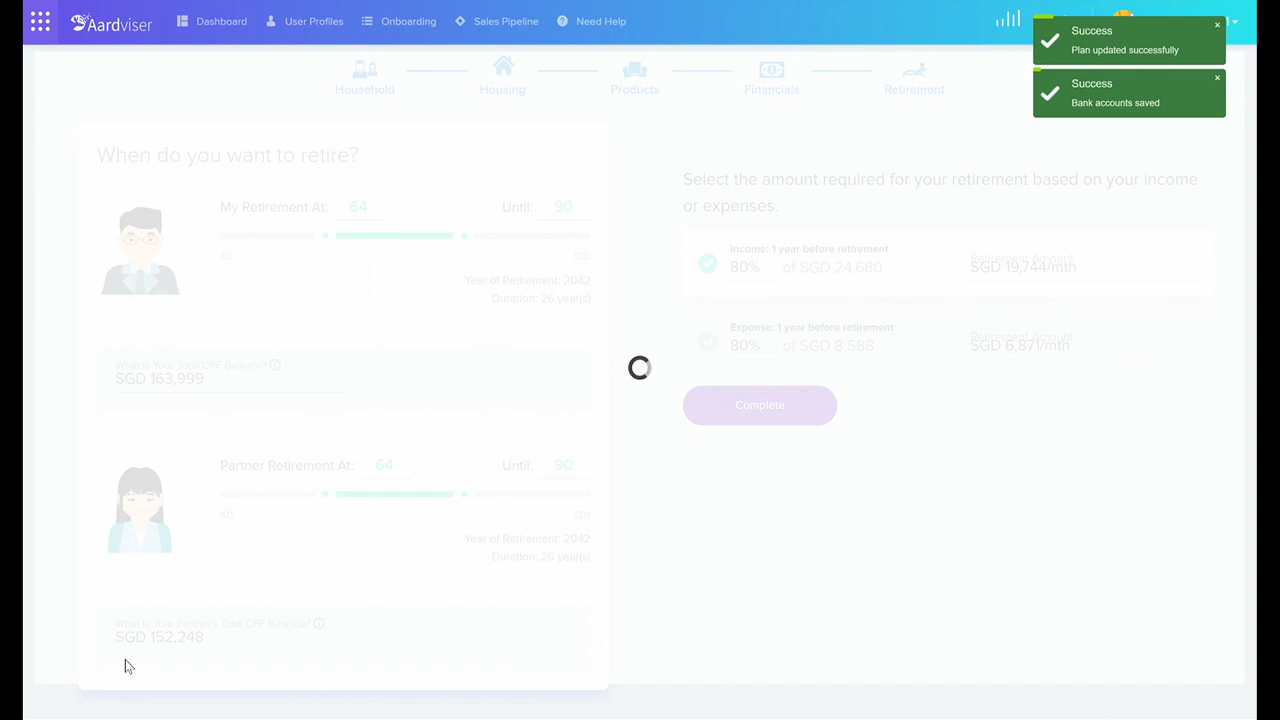 Aardviser
Dashboard
User Profiles
Onboarding
Sales Pipeline
Need Help
Success
Plan updated successfully
Success
Bank accounts saved
Household
Housing
Products
Financials
Retirement
When do you want to retire?
My Retirement At: 64
Until: 90
40
120
Year of Retirement: 2042
Duration: 26 year(s)
What Is Your Total CPF Balance?
SGD 163,999
Partner Retirement At: 64
Until: 90
40
120
Year of Retirement: 2042
Duration: 26 year(s)
What Is Your Partner's Total CPF Balance?
SGD 152,248
Select the amount required for your retirement based on your income
or expenses.
Income: 1 year before retirement
80% of SGD 24,680
Retirement Amount
SGD 19,744/mth
Expense: 1 year before retirement
80% of SGD 8,588
Retirement Amount
SGD 6,871/mth
Complete